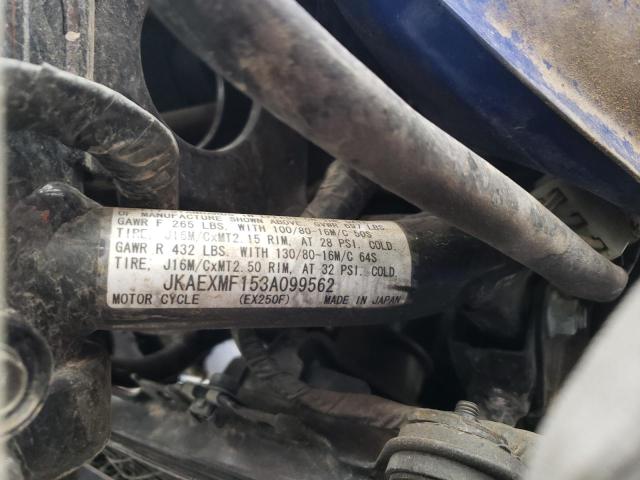 OF MANUFACTURE SHOWN ABOVE. GVWR 697 LBS.
GAWR F 265 LBS. WITH 100/80-16M/C 50S
TIRE, J16M/CxMT2.15 RIM, AT 28 PSI. COLD.
GAWR R 432 LBS. WITH 130/80-16M/C 64S
TIRE, J16M/CxMT2.50 RIM, AT 32 PSI. COLD.
JKAEXMF153A099562
MOTOR CYCLE (EX250F) MADE IN JAPAN